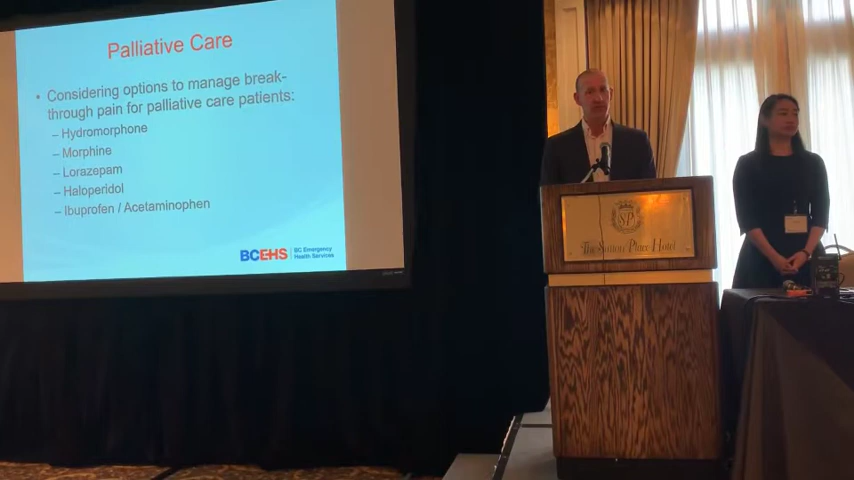 Palliative Care
• Considering options to manage break-
through pain for palliative care patients:
– Hydromorphone
– Morphine
– Lorazepam
– Haloperidol
– Ibuprofen / Acetaminophen
BCEHS BC Emergency
Health Services
SP
The Sutton Place Hotel